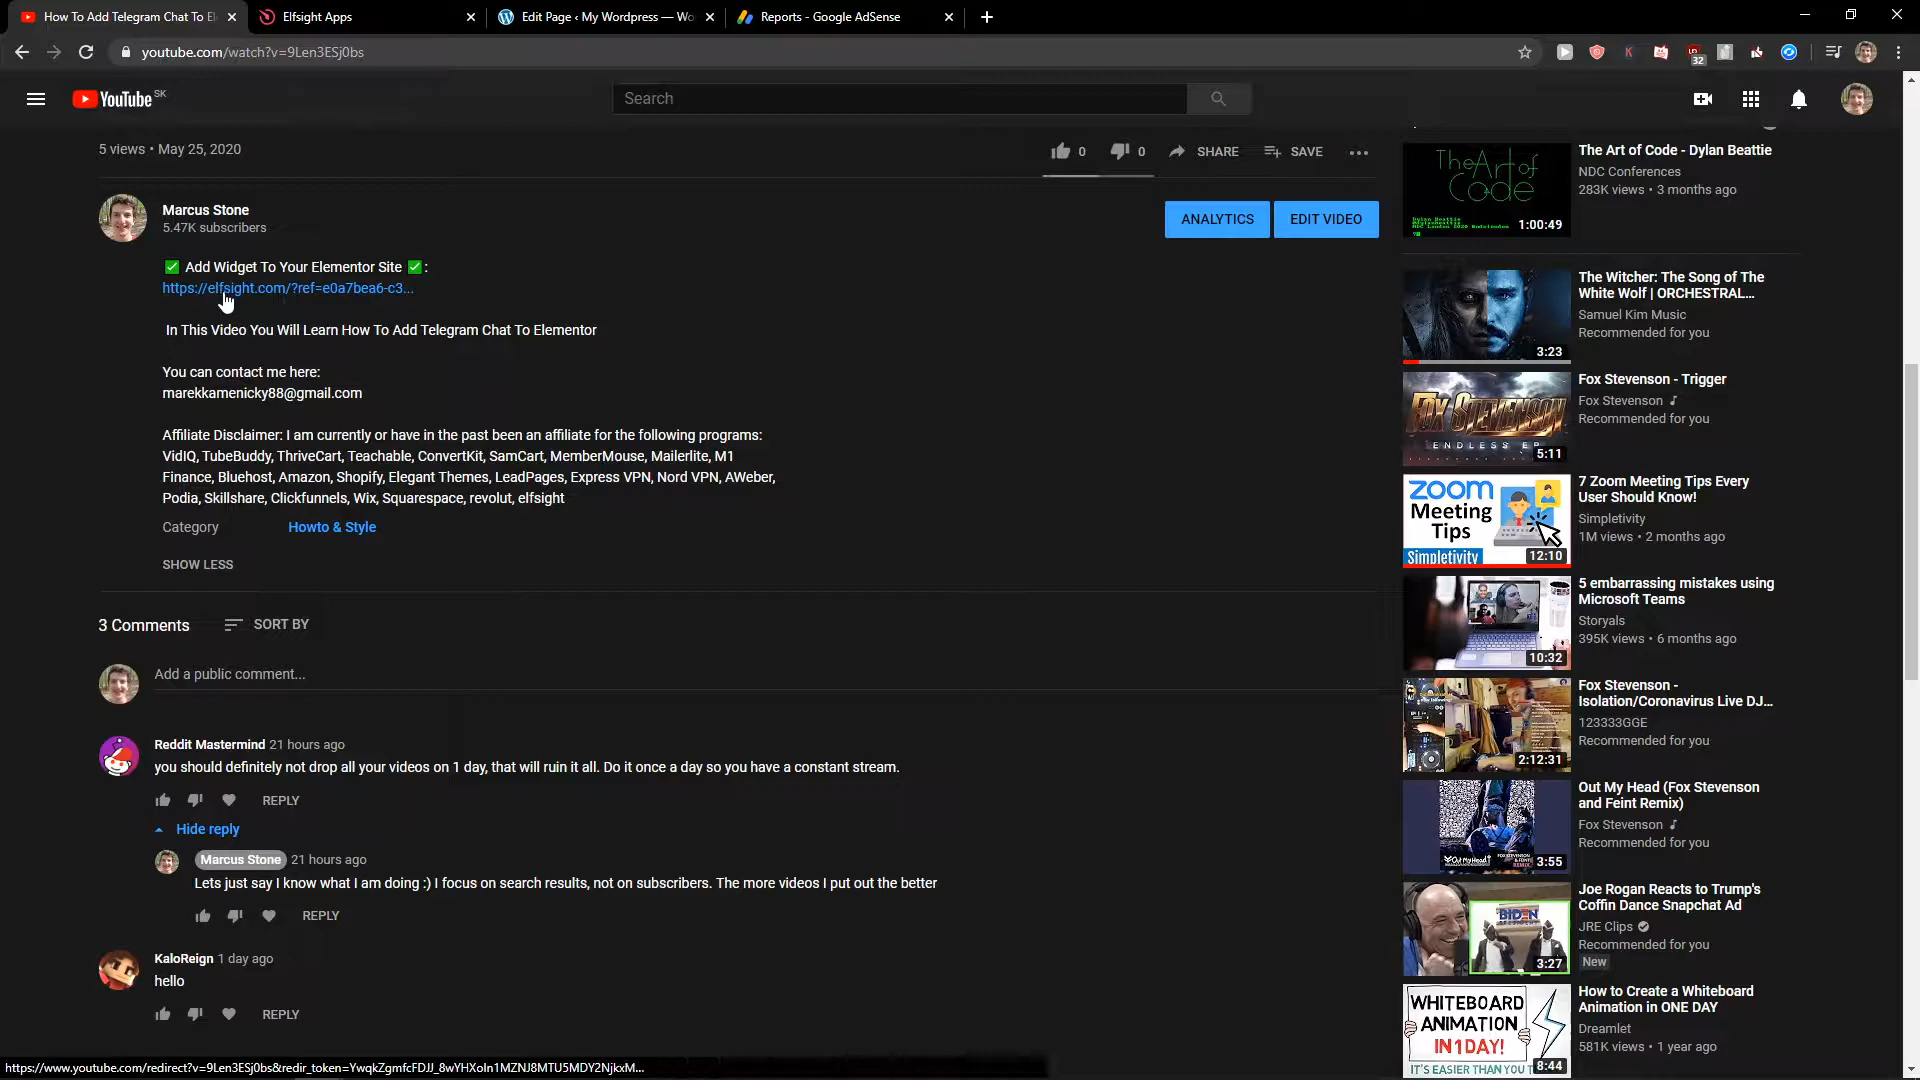 How To Add Telegram Chat To El
Elfsight Apps
Edit Page ‹ My Wordpress — Wo
Reports - Google AdSense
youtube.com/watch?v=9Len3ESj0bs
32
YouTube SK
Search
5 views • May 25, 2020
0
0
SHARE
SAVE
Marcus Stone
5.47K subscribers
ANALYTICS
EDIT VIDEO
✅ Add Widget To Your Elementor Site ✅:
https://elfsight.com/?ref=e0a7bea6-c3...
In This Video You Will Learn How To Add Telegram Chat To Elementor
You can contact me here:
marekkamenicky88@gmail.com
Affiliate Disclaimer: I am currently or have in the past been an affiliate for the following programs:
VidIQ, TubeBuddy, ThriveCart, Teachable, ConvertKit, SamCart, MemberMouse, Mailerlite, M1
Finance, Bluehost, Amazon, Shopify, Elegant Themes, LeadPages, Express VPN, Nord VPN, AWeber,
Podia, Skillshare, Clickfunnels, Wix, Squarespace, revolut, elfsight
Category
Howto & Style
SHOW LESS
3 Comments
SORT BY
Add a public comment...
Reddit Mastermind 21 hours ago
you should definitely not drop all your videos on 1 day, that will ruin it all. Do it once a day so you have a constant stream.
REPLY
Hide reply
Marcus Stone 21 hours ago
Lets just say I know what I am doing :) I focus on search results, not on subscribers. The more videos I put out the better
REPLY
KaloReign 1 day ago
hello
REPLY
The Art of Code
1:00:49
The Art of Code - Dylan Beattie
NDC Conferences
283K views • 3 months ago
3:23
The Witcher: The Song of The
White Wolf | ORCHESTRAL...
Samuel Kim Music
Recommended for you
FOX STEVENSON
ENDLESS EP
5:11
Fox Stevenson - Trigger
Fox Stevenson
Recommended for you
ZOOM
Meeting
Tips
Simpletivity
12:10
7 Zoom Meeting Tips Every
User Should Know!
Simpletivity
1M views • 2 months ago
10:32
5 embarrassing mistakes using
Microsoft Teams
Storyals
395K views • 6 months ago
2:12:31
Fox Stevenson -
Isolation/Coronavirus Live DJ...
123333GGE
Recommended for you
Out My Head
3:55
Out My Head (Fox Stevenson
and Feint Remix)
Fox Stevenson
Recommended for you
BIDEN
3:27
Joe Rogan Reacts to Trump's
Coffin Dance Snapchat Ad
JRE Clips
Recommended for you
New
WHITEBOARD
ANIMATION
IN 1 DAY!
IT'S EASIER THAN YOU T
8:44
How to Create a Whiteboard
Animation in ONE DAY
Dreamlet
581K views • 1 year ago
https://www.youtube.com/redirect?v=9Len3ESj0bs&redir_token=YwqkZgmfcFDJJ_8wYHXoIn1MZNJ8MTU5MDY2NjkxM...